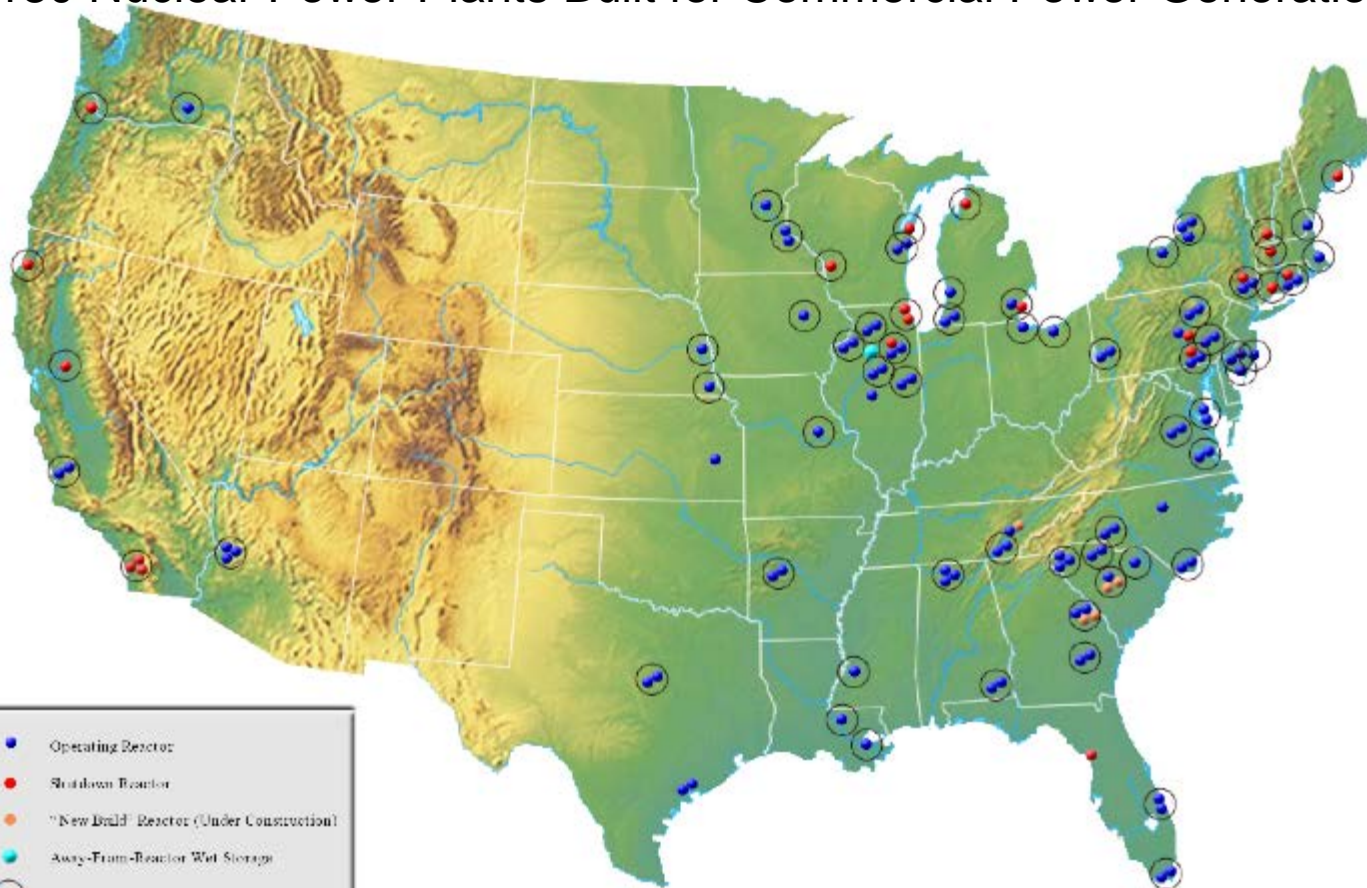 Nuclear Power Plants Built for Commercial Power Generatio
Operating Reactor
Shutdown Reactor
"New Build" Reactor (Under Construction)
Away-From-Reactor Wet Storage